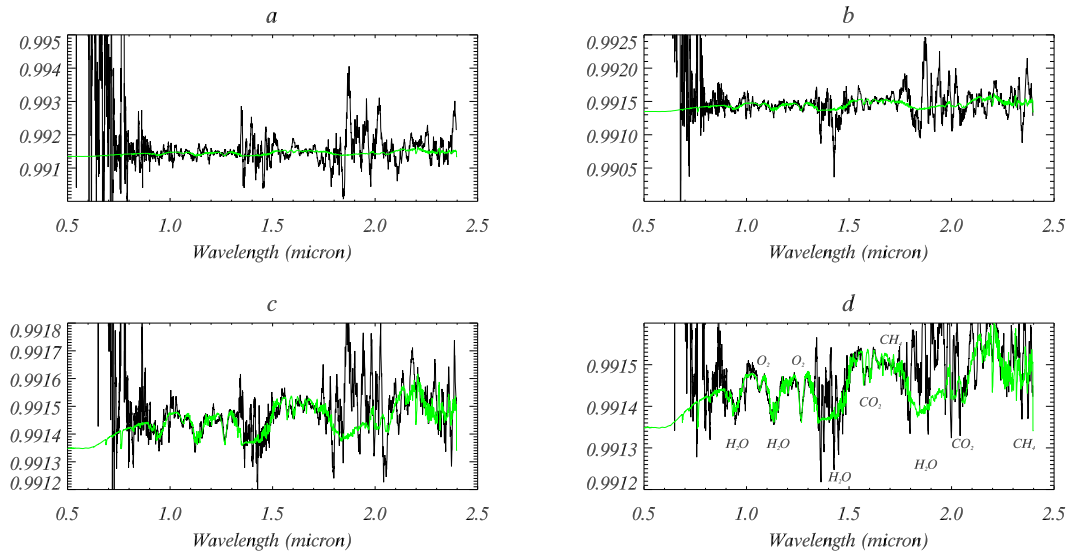 a
0.995
0.994
0.993
0.992
0.991
0.5 1.0 1.5 2.0 2.5
Wavelength (micron)
b
0.9925
0.9920
0.9915
0.9910
0.9905
0.5 1.0 1.5 2.0 2.5
Wavelength (micron)
c
0.9918
0.9917
0.9916
0.9915
0.9914
0.9913
0.9912
0.5 1.0 1.5 2.0 2.5
Wavelength (micron)
d
0.9915
0.9914
0.9913
0.9912
CH₄
O₂ O₂
CO₂
H₂O H₂O CO₂ CH₄
H₂O
H₂O
0.5 1.0 1.5 2.0 2.5
Wavelength (micron)